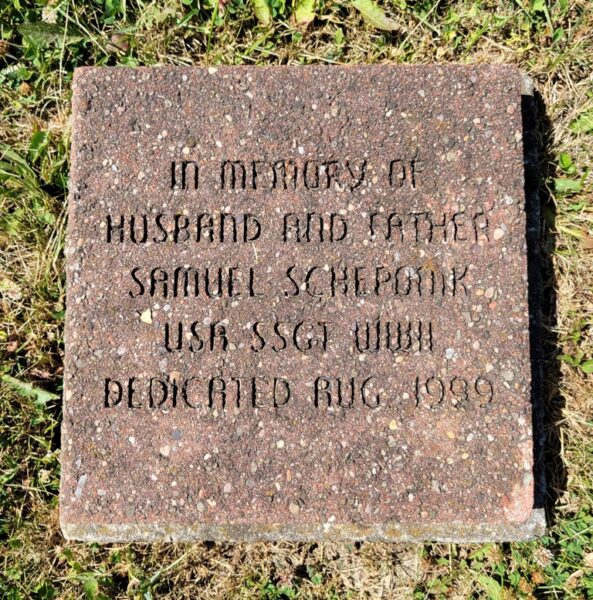 IN MEMORY OF
HUSBAND AND FATHER
SAMUEL SCHEPONIK
USA SSGT WWII
DEDICATED AUG. 1999